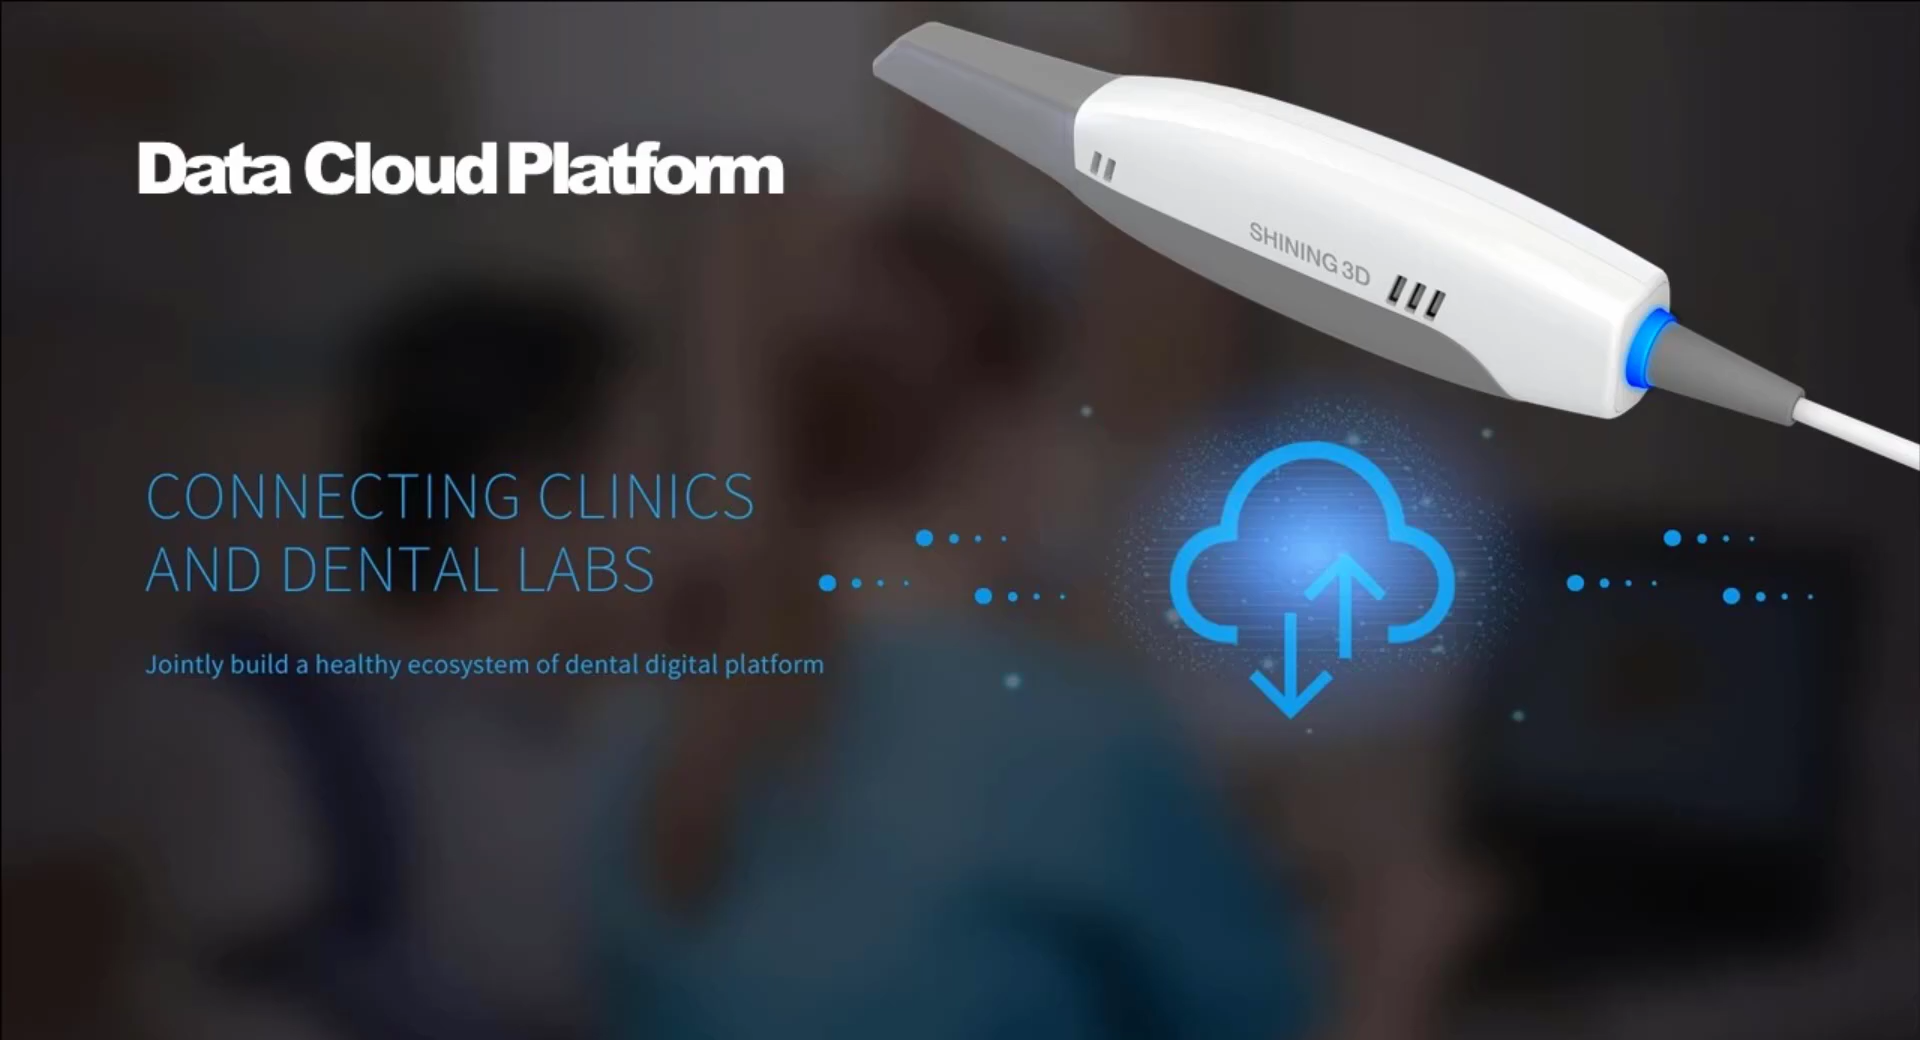 Data Cloud Platform
SHINING 3D
CONNECTING CLINICS
AND DENTAL LABS
Jointly build a healthy ecosystem of dental digital platform